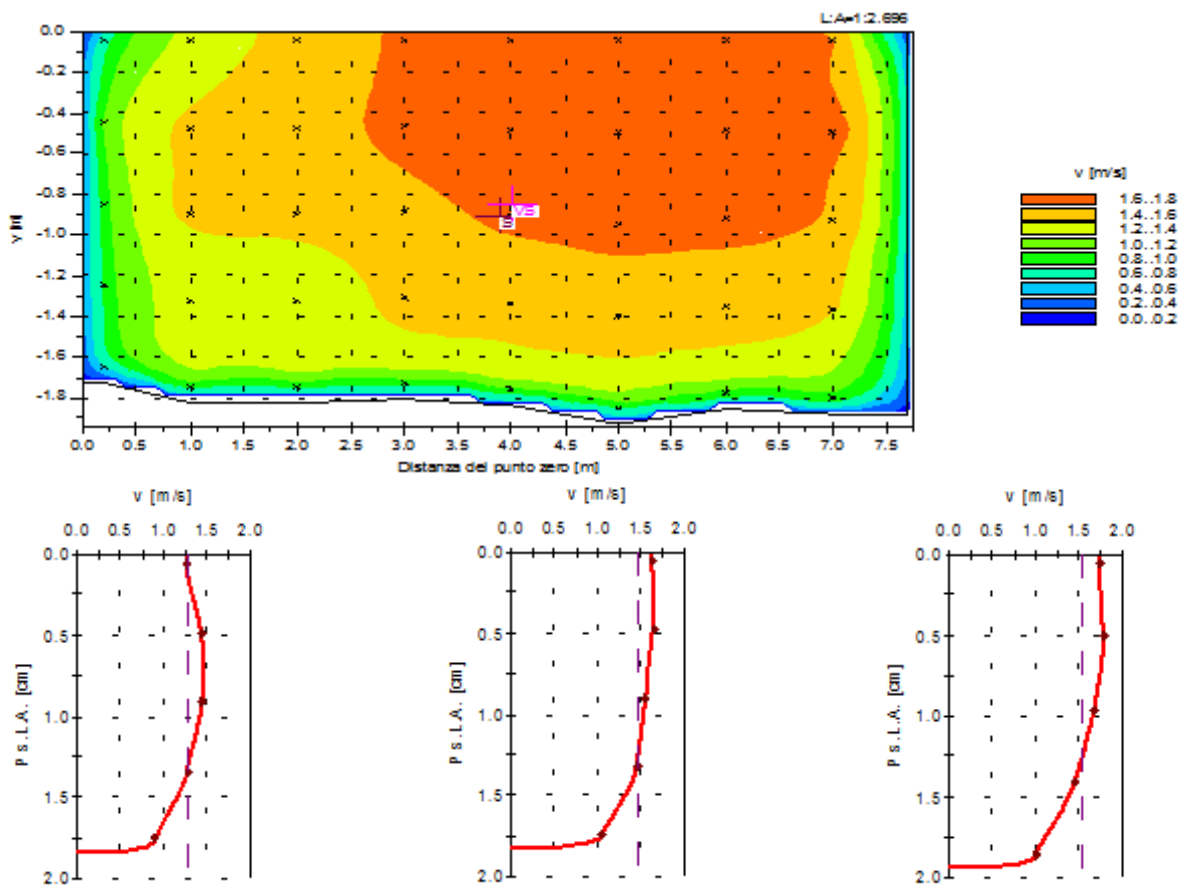 L:A=1:2.696
0.0
-0.2
-0.4
-0.6
-0.8
-1.0
-1.2
-1.4
-1.6
-1.8
y [m]
VS
S
0.0 0.5 1.0 1.5 2.0 2.5 3.0 3.5 4.0 4.5 5.0 5.5 6.0 6.5 7.0 7.5
Distanza del punto zero [m]
v [m/s]
1.6..1.8
1.4..1.6
1.2..1.4
1.0..1.2
0.8..1.0
0.6..0.8
0.4..0.6
0.2..0.4
0.0..0.2
v [m/s]
0.0 0.5 1.0 1.5 2.0
0.0
0.5
1.0
1.5
2.0
P s.L.A. [cm]
v [m/s]
0.0 0.5 1.0 1.5 2.0
0.0
0.5
1.0
1.5
2.0
P s.L.A. [cm]
v [m/s]
0.0 0.5 1.0 1.5 2.0
0.0
0.5
1.0
1.5
2.0
P s.L.A. [cm]